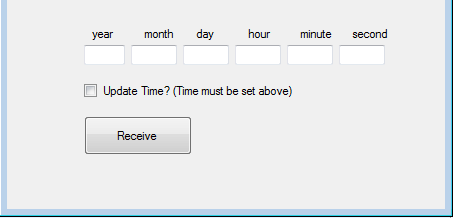 year month day hour minute second
Update Time? (Time must be set above)
Receive